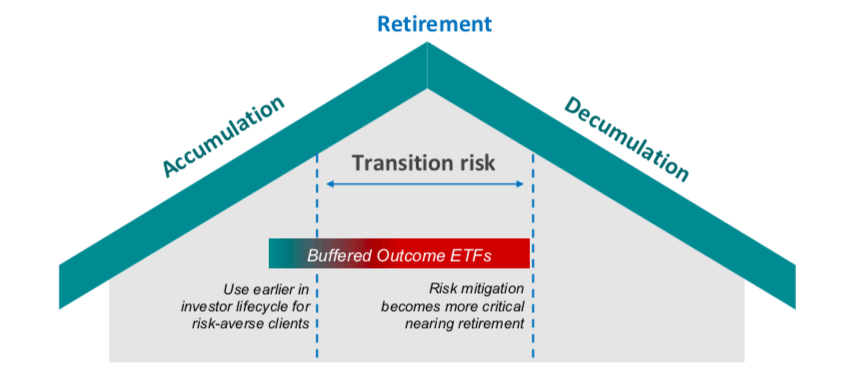 Retirement
Accumulation
Decumulation
Transition risk
Buffered Outcome ETFs
Use earlier in
investor lifecycle for
risk-averse clients
Risk mitigation
becomes more critical
nearing retirement